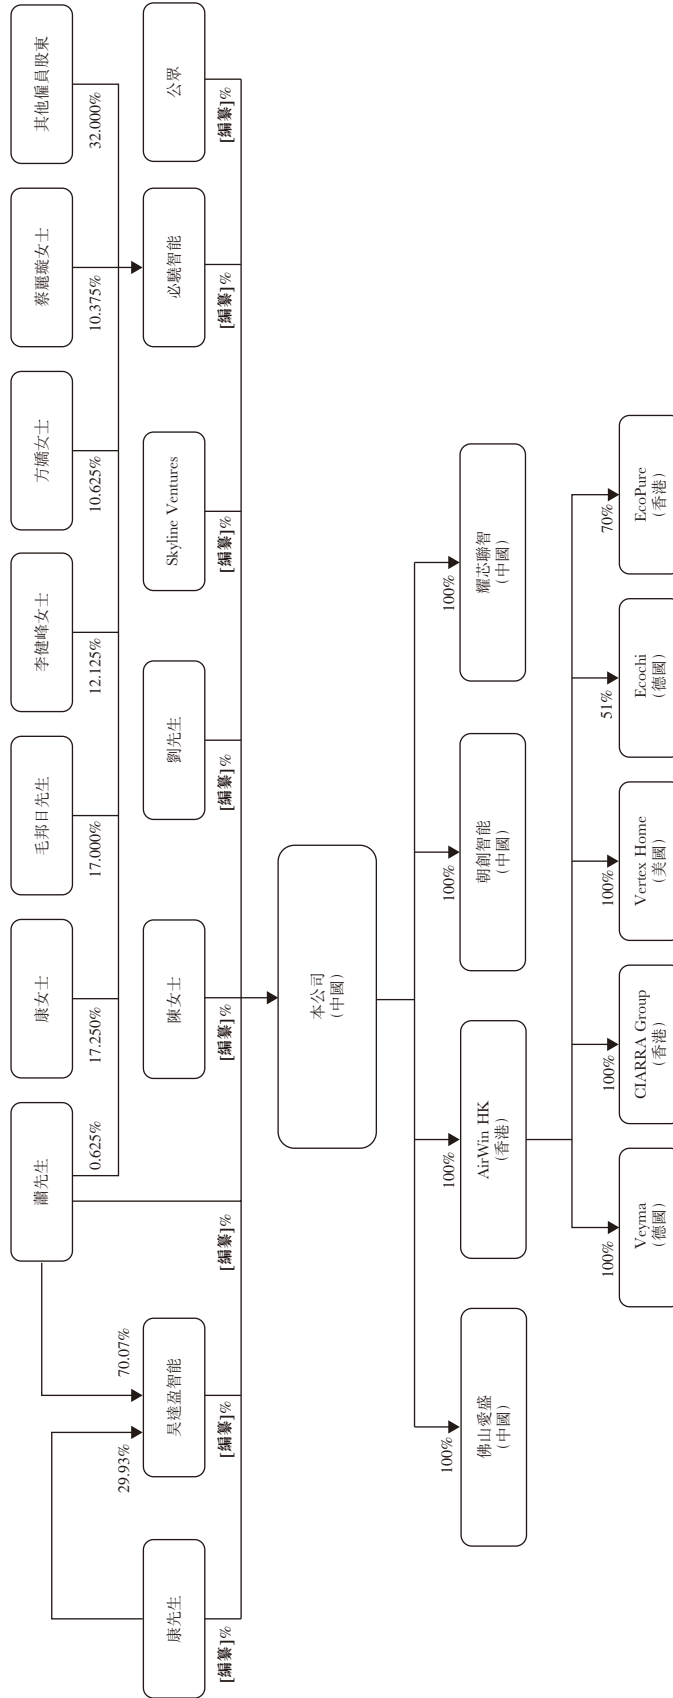 蕭先生
康女士
毛邦日先生
李健峰女士
方嬌女士
蔡麗璇女士
其他僱員股東
0.625%
17.250%
17.000%
12.125%
10.625%
10.375%
32.000%
29.93%
70.07%
康先生
昊達盈智能
陳女士
劉先生
Skyline Ventures
必驍智能
公眾
[編纂]%
[編纂]%
[編纂]%
[編纂]%
[編纂]%
[編纂]%
[編纂]%
[編纂]%
本公司
(中國)
100%
100%
100%
100%
佛山愛盛
(中國)
AirWin HK
(香港)
朝創智能
(中國)
耀芯聯智
(中國)
100%
100%
100%
51%
70%
Veyma
(德國)
CIARRA Group
(香港)
Vertex Home
(美國)
Ecochi
(德國)
EcoPure
(香港)